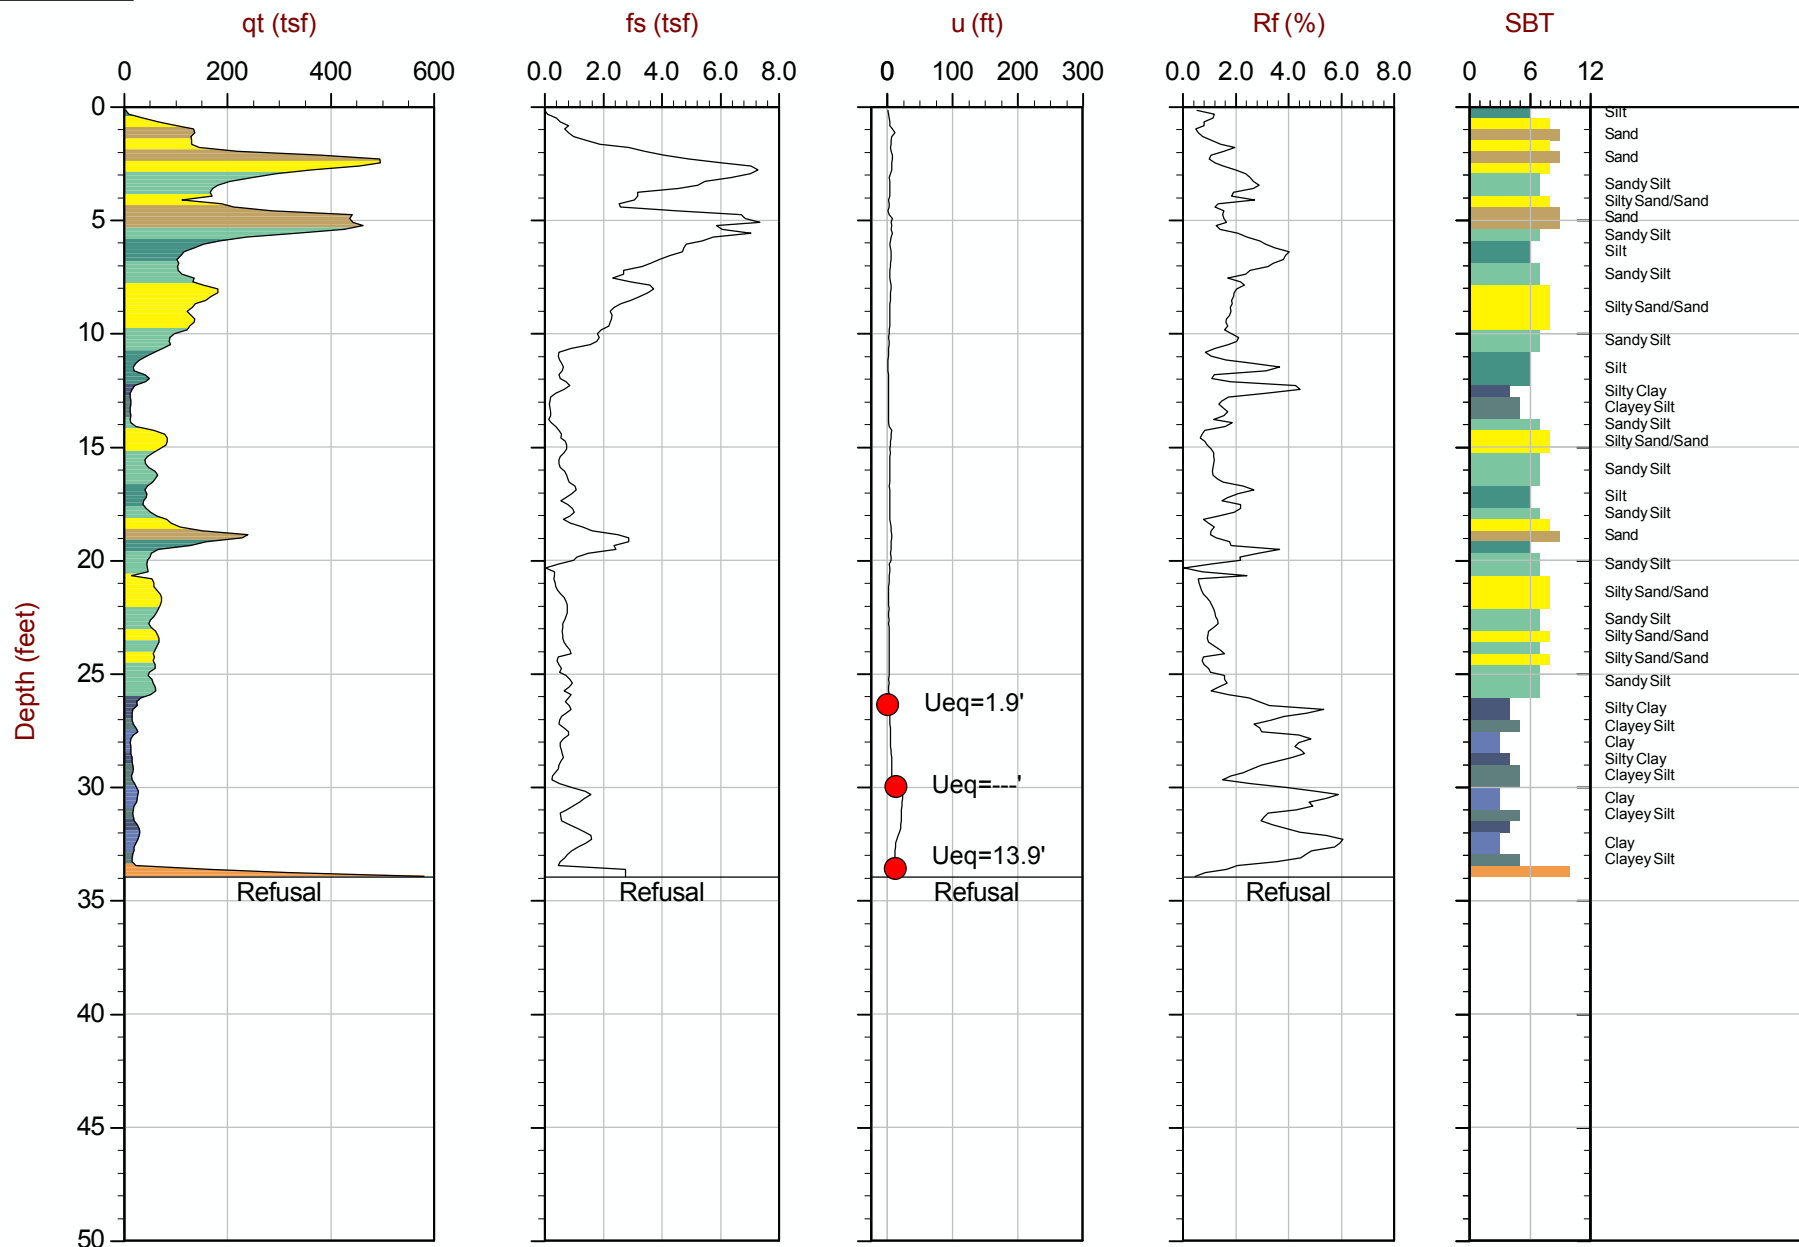 qt (tsf)
fs (tsf)
u (ft)
Rf (%)
SBT
0 200 400 600
0.0 2.0 4.0 6.0 8.0
0 100 200 300
0.0 2.0 4.0 6.0 8.0
0 6 12
Depth (feet)
0
5
10
15
20
25
30
35
40
45
50
Refusal
Refusal
Ueq=1.9'
Ueq=---'
Ueq=13.9'
Refusal
Refusal
Silt
Sand
Sand
Sandy Silt
Silty Sand/Sand
Sand
Sandy Silt
Silt
Sandy Silt
Silty Sand/Sand
Sandy Silt
Silt
Silty Clay
Clayey Silt
Sandy Silt
Silty Sand/Sand
Sandy Silt
Silt
Sandy Silt
Sand
Sandy Silt
Silty Sand/Sand
Sandy Silt
Silty Sand/Sand
Silty Sand/Sand
Sandy Silt
Silty Clay
Clayey Silt
Clay
Silty Clay
Clayey Silt
Clay
Clayey Silt
Clay
Clayey Silt